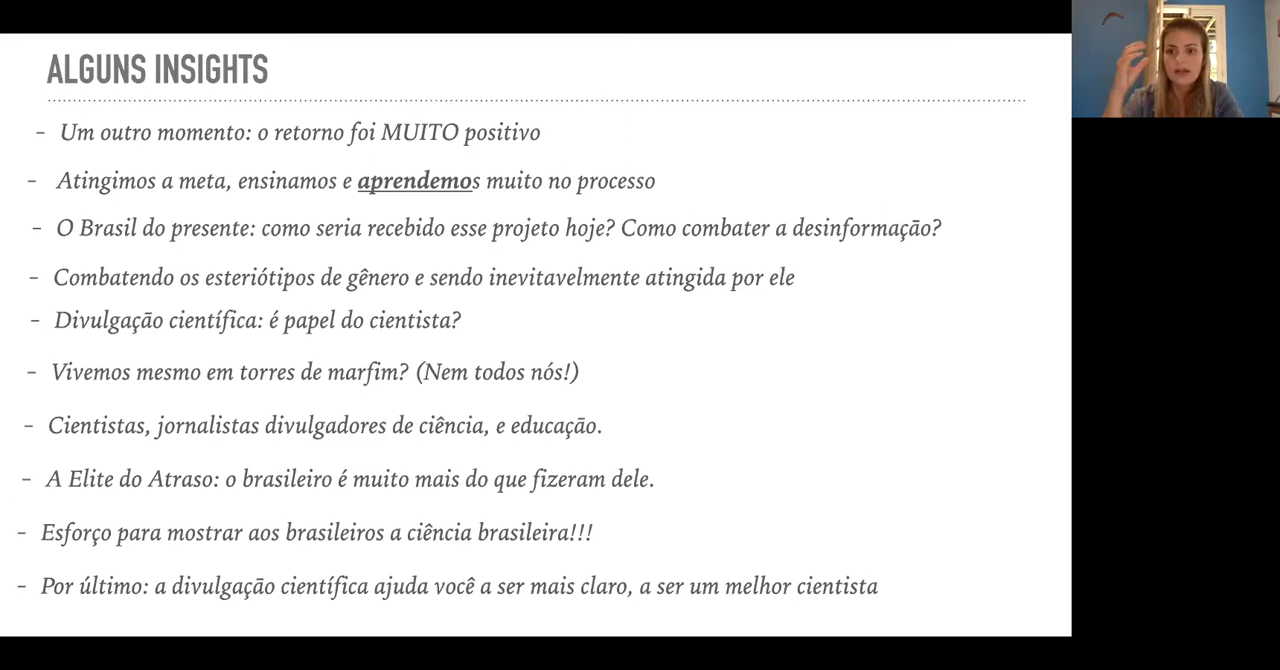 ALGUNS INSIGHTS
- Um outro momento: o retorno foi MUITO positivo
- Atingimos a meta, ensinamos e aprendemos muito no processo
- O Brasil do presente: como seria recebido esse projeto hoje? Como combater a desinformação?
- Combatendo os esteriótipos de gênero e sendo inevitavelmente atingida por ele
- Divulgação científica: é papel do cientista?
- Vivemos mesmo em torres de marfim? (Nem todos nós!)
- Cientistas, jornalistas divulgadores de ciência, e educação.
- A Elite do Atraso: o brasileiro é muito mais do que fizeram dele.
- Esforço para mostrar aos brasileiros a ciência brasileira!!!
- Por último: a divulgação científica ajuda você a ser mais claro, a ser um melhor cientista